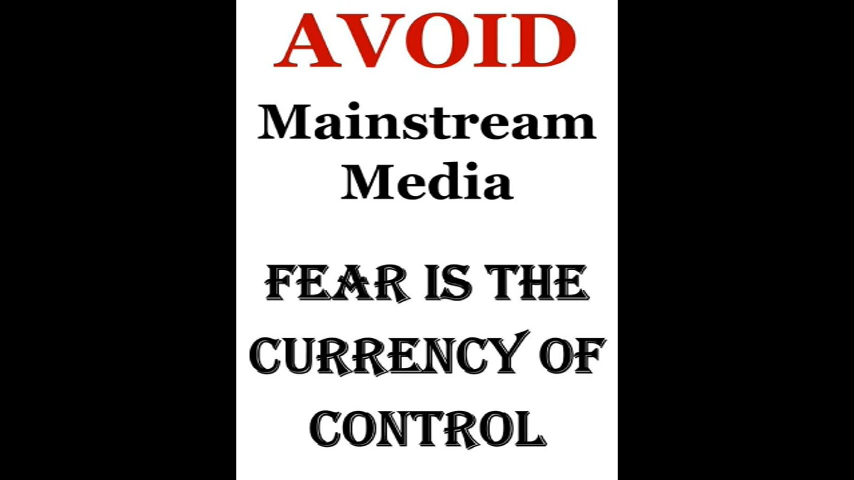 AVOID
Mainstream
Media
FEAR IS THE
CURRENCY OF
CONTROL